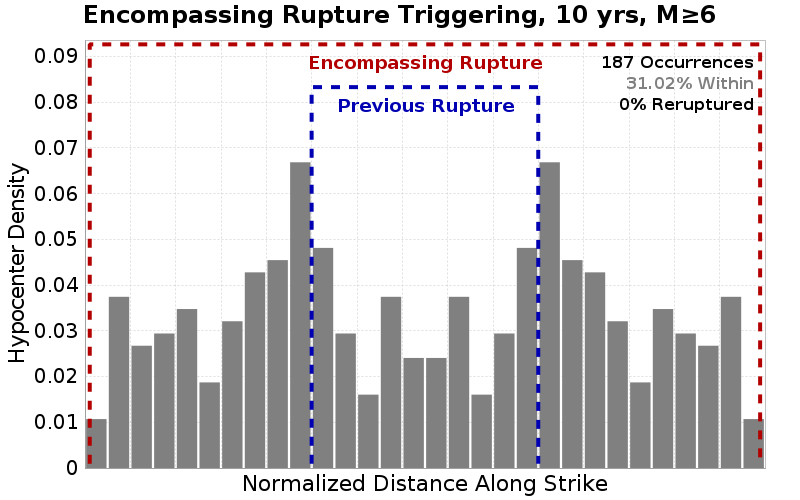 Encompassing Rupture Triggering, 10 yrs, M≥6
Encompassing Rupture
187 Occurrences
31.02% Within
0% Reruptured
Previous Rupture
Hypocenter Density
0.09
0.08
0.07
0.06
0.05
0.04
0.03
0.02
0.01
0
Normalized Distance Along Strike